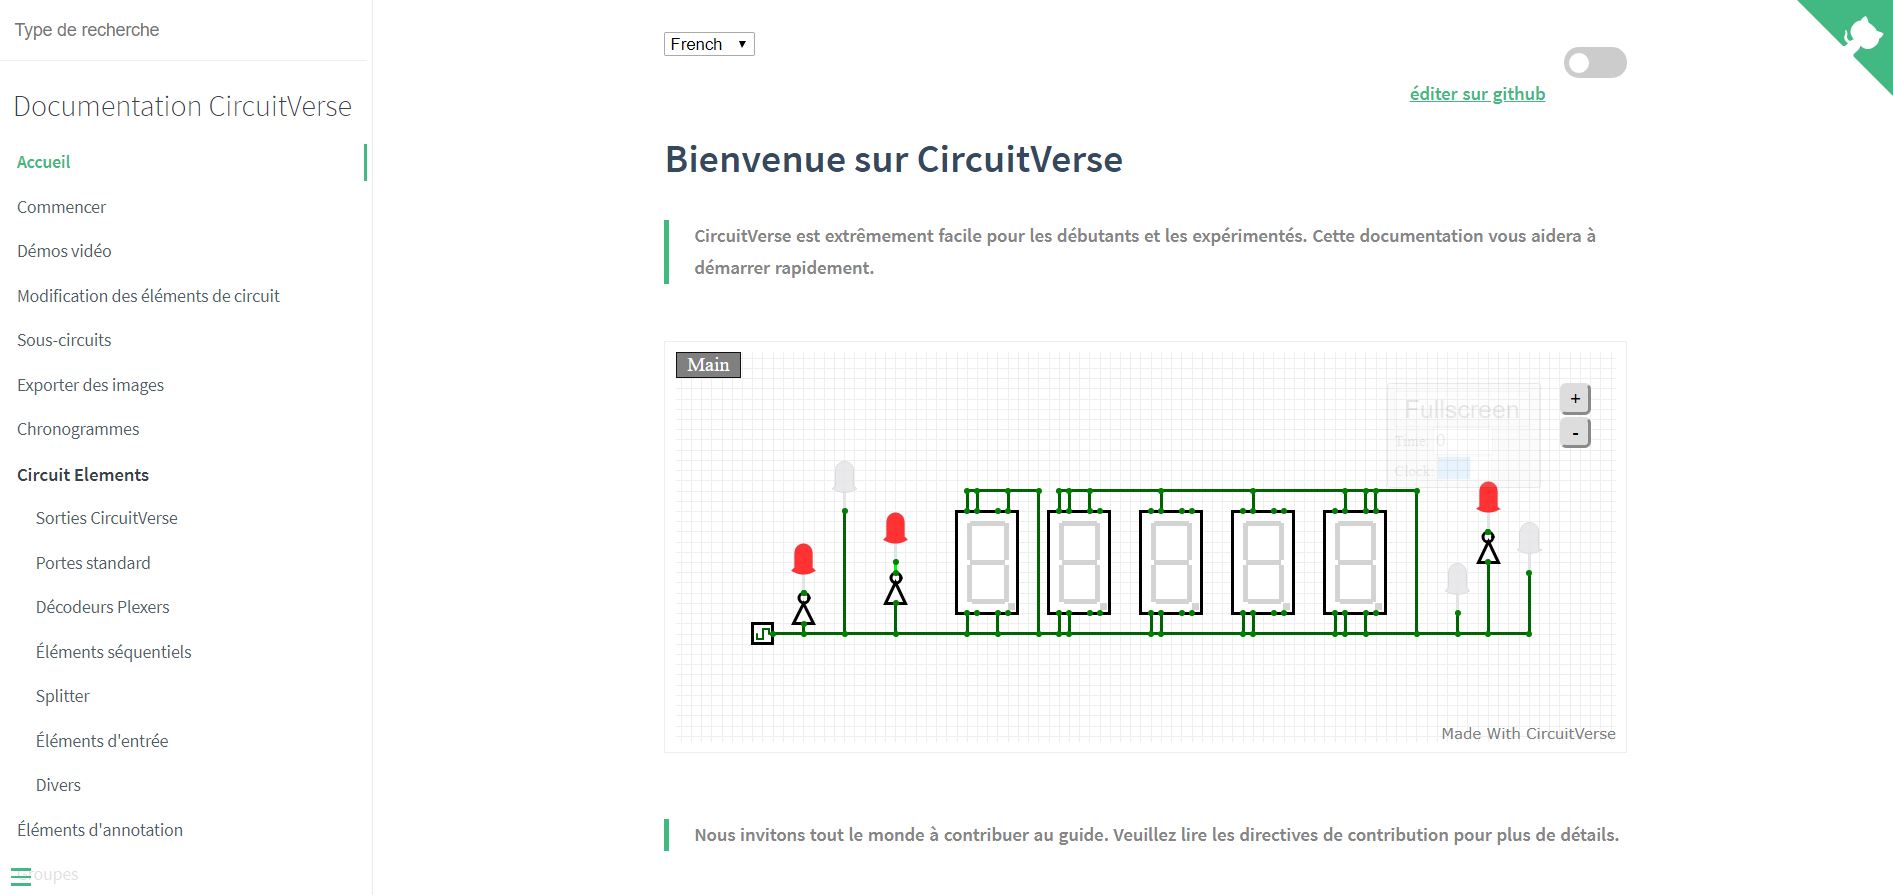 Type de recherche
Documentation CircuitVerse
Accueil
Commencer
Démos vidéo
Modification des éléments de circuit
Sous-circuits
Exporter des images
Chronogrammes
Circuit Elements
Sorties CircuitVerse
Portes standard
Décodeurs Plexers
Éléments séquentiels
Splitter
Éléments d'entrée
Divers
Éléments d'annotation
Groupes
French
éditer sur github
Bienvenue sur CircuitVerse
CircuitVerse est extrêmement facile pour les débutants et les expérimentés. Cette documentation vous aidera à
démarrer rapidement.
Main
Fullscreen
Time: 0
Clock:
+
-
Made With CircuitVerse
Nous invitons tout le monde à contribuer au guide. Veuillez lire les directives de contribution pour plus de détails.